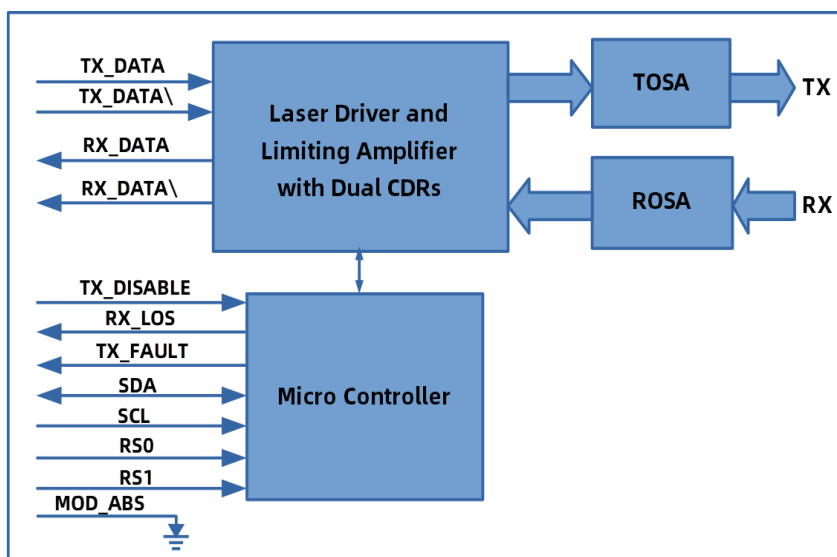 TX_DATA
TX_DATA\
RX_DATA
RX_DATA\
Laser Driver and
Limiting Amplifier
with Dual CDRs
TOSA
TX
ROSA
RX
TX_DISABLE
RX_LOS
TX_FAULT
SDA
SCL
RS0
RS1
MOD_ABS
Micro Controller